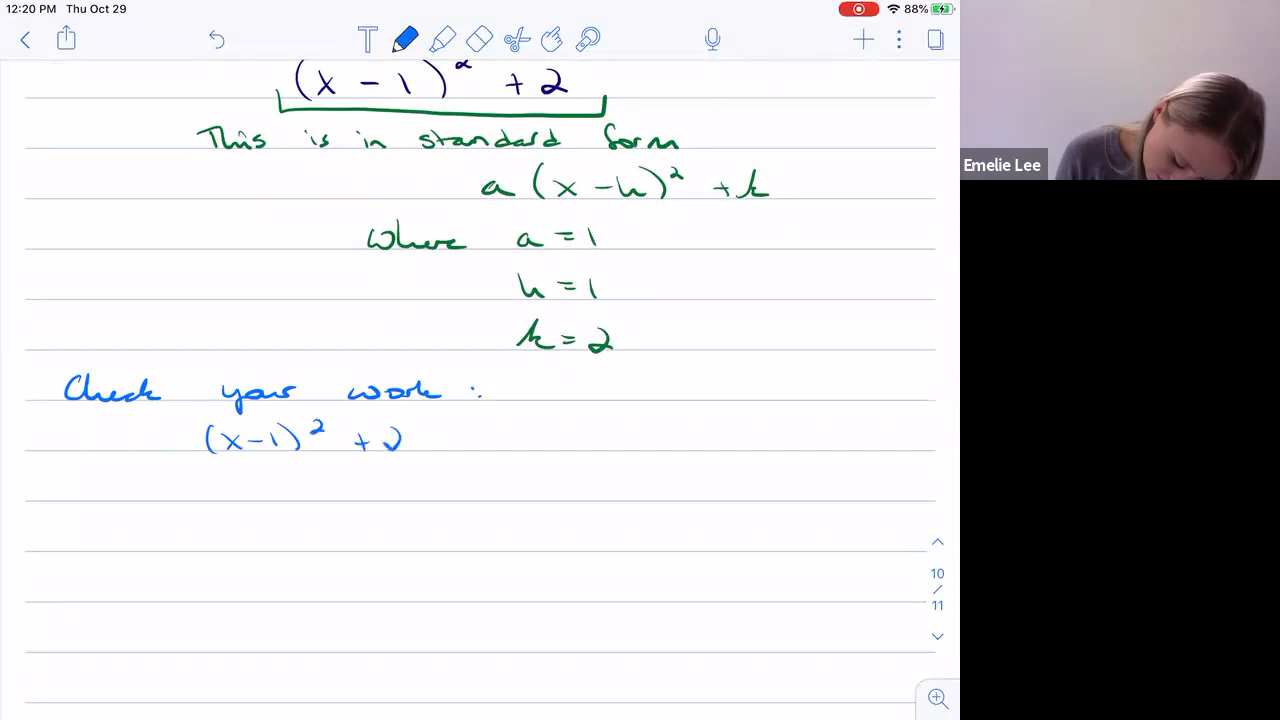 12:20 PM Thu Oct 29
88%
(x - 1)² + 2
This is in standard form
a (x - h)² + k
where a = 1
h = 1
k = 2
Check your work :
(x-1)² + 2
10
/
11
Emelie Lee